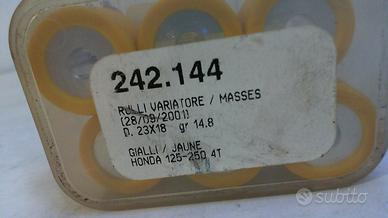 242.144
RULLI VARIATORE / MASSES
(28/09/2001)
D. 23X18 gr 14.8
GIALLI / JAUNE
HONDA 125-250 4T
subito